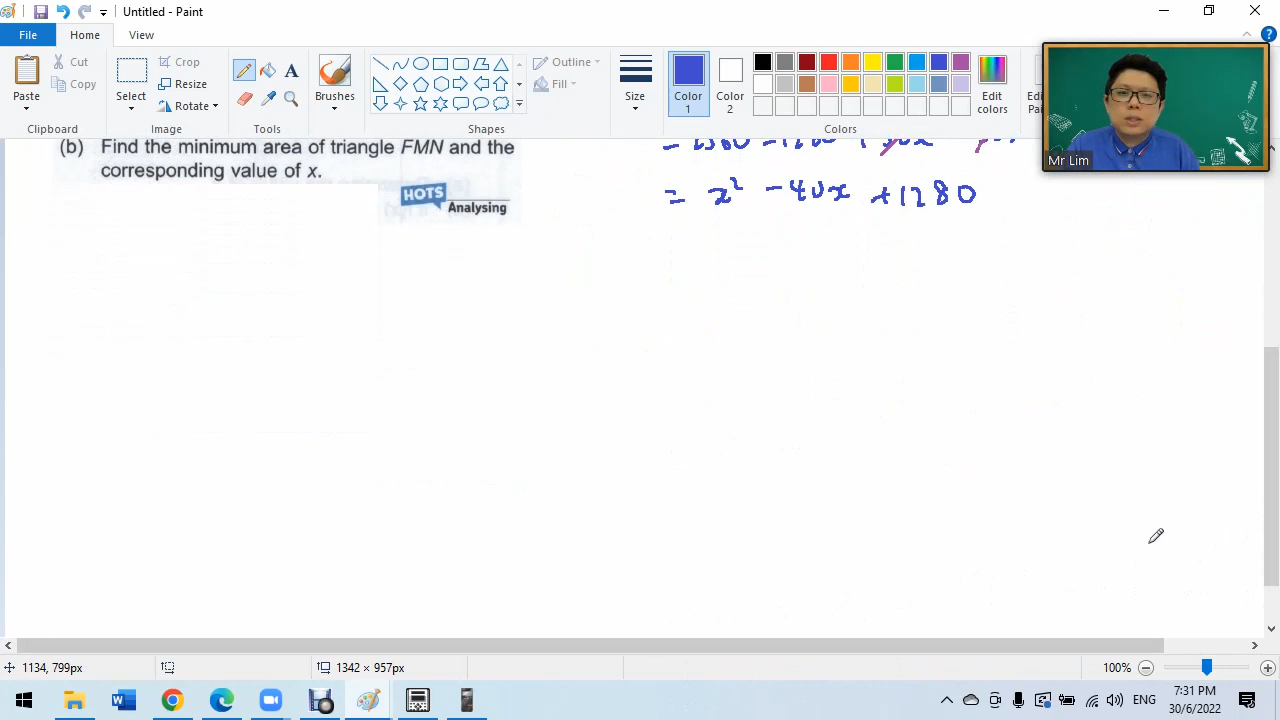 Untitled - Paint
File
Home
View
Paste
Cut
Copy
Clipboard
Select
Crop
Resize
Rotate
Image
Tools
Brushes
Shapes
Outline
Fill
Size
Color 1
Color 2
Colors
Edit colors
Mr Lim
(b) Find the minimum area of triangle FMN and the
corresponding value of x.
HOTS
Analysing
= x² - 40x + 1280
1134, 799px
1342 × 957px
100%
ENG
7:31 PM
30/6/2022